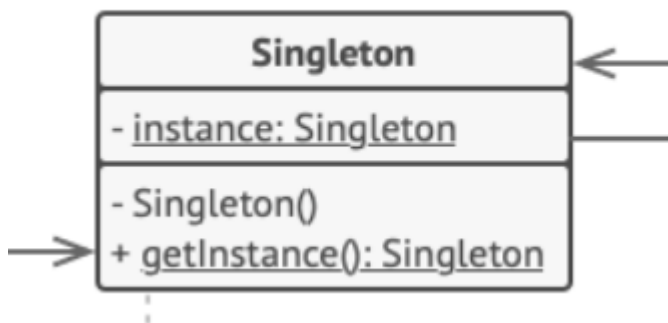 Singleton
- instance: Singleton
- Singleton()
+ getInstance(): Singleton